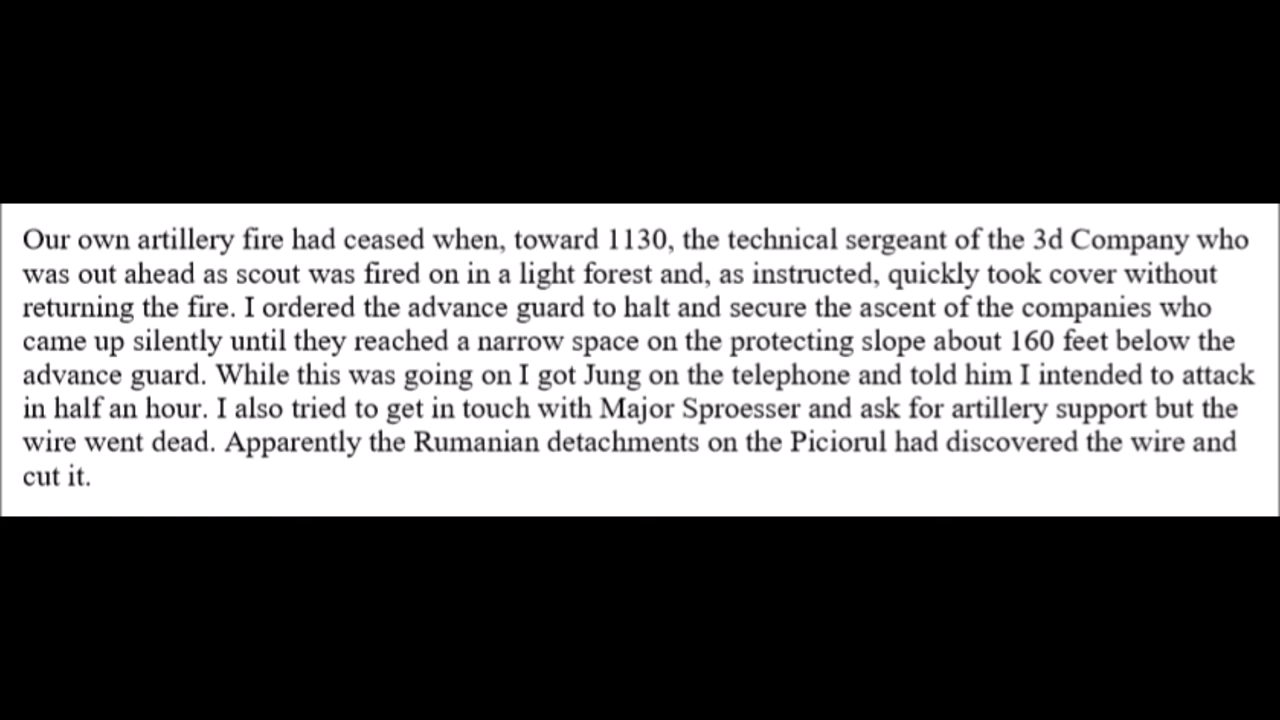 Our own artillery fire had ceased when, toward 1130, the technical sergeant of the 3d Company who
was out ahead as scout was fired on in a light forest and, as instructed, quickly took cover without
returning the fire. I ordered the advance guard to halt and secure the ascent of the companies who
came up silently until they reached a narrow space on the protecting slope about 160 feet below the
advance guard. While this was going on I got Jung on the telephone and told him I intended to attack
in half an hour. I also tried to get in touch with Major Sproesser and ask for artillery support but the
wire went dead. Apparently the Rumanian detachments on the Piciorul had discovered the wire and
cut it.